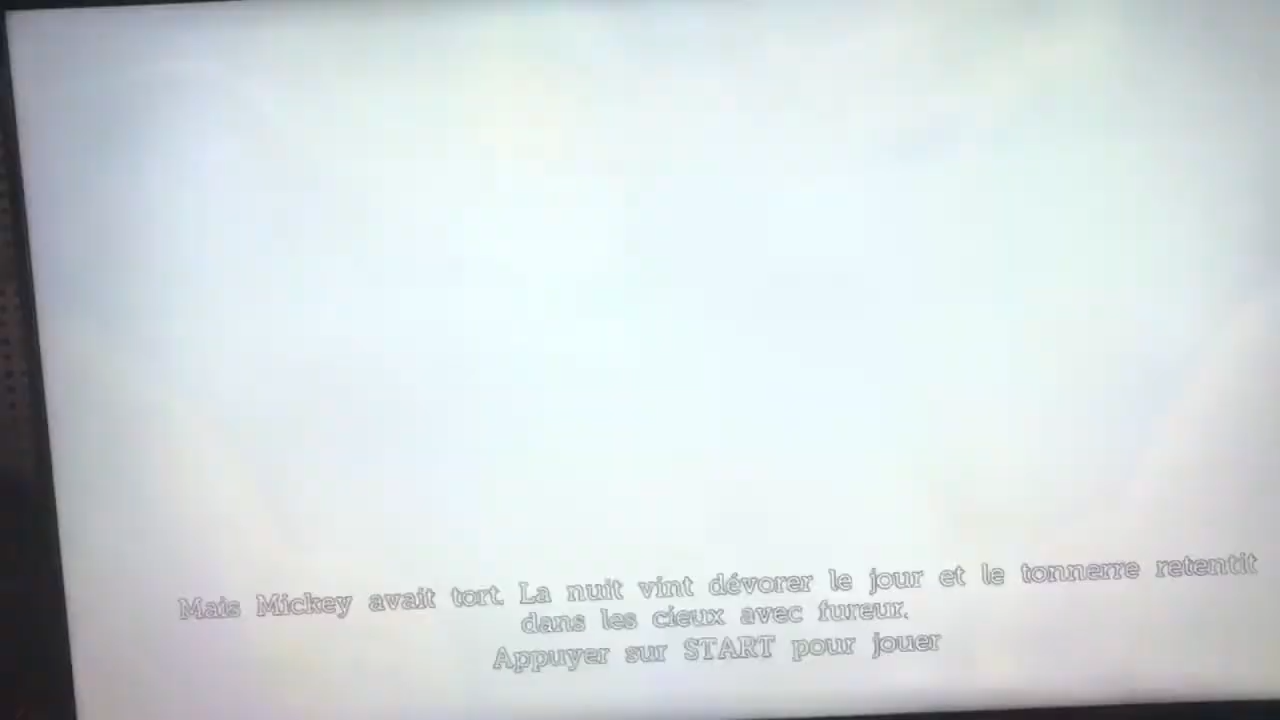 Mais Mickey avait tort. La nuit vint dévorer le jour et le tonnerre retentit
dans les cieux avec fureur.
Appuyer sur START pour jouer